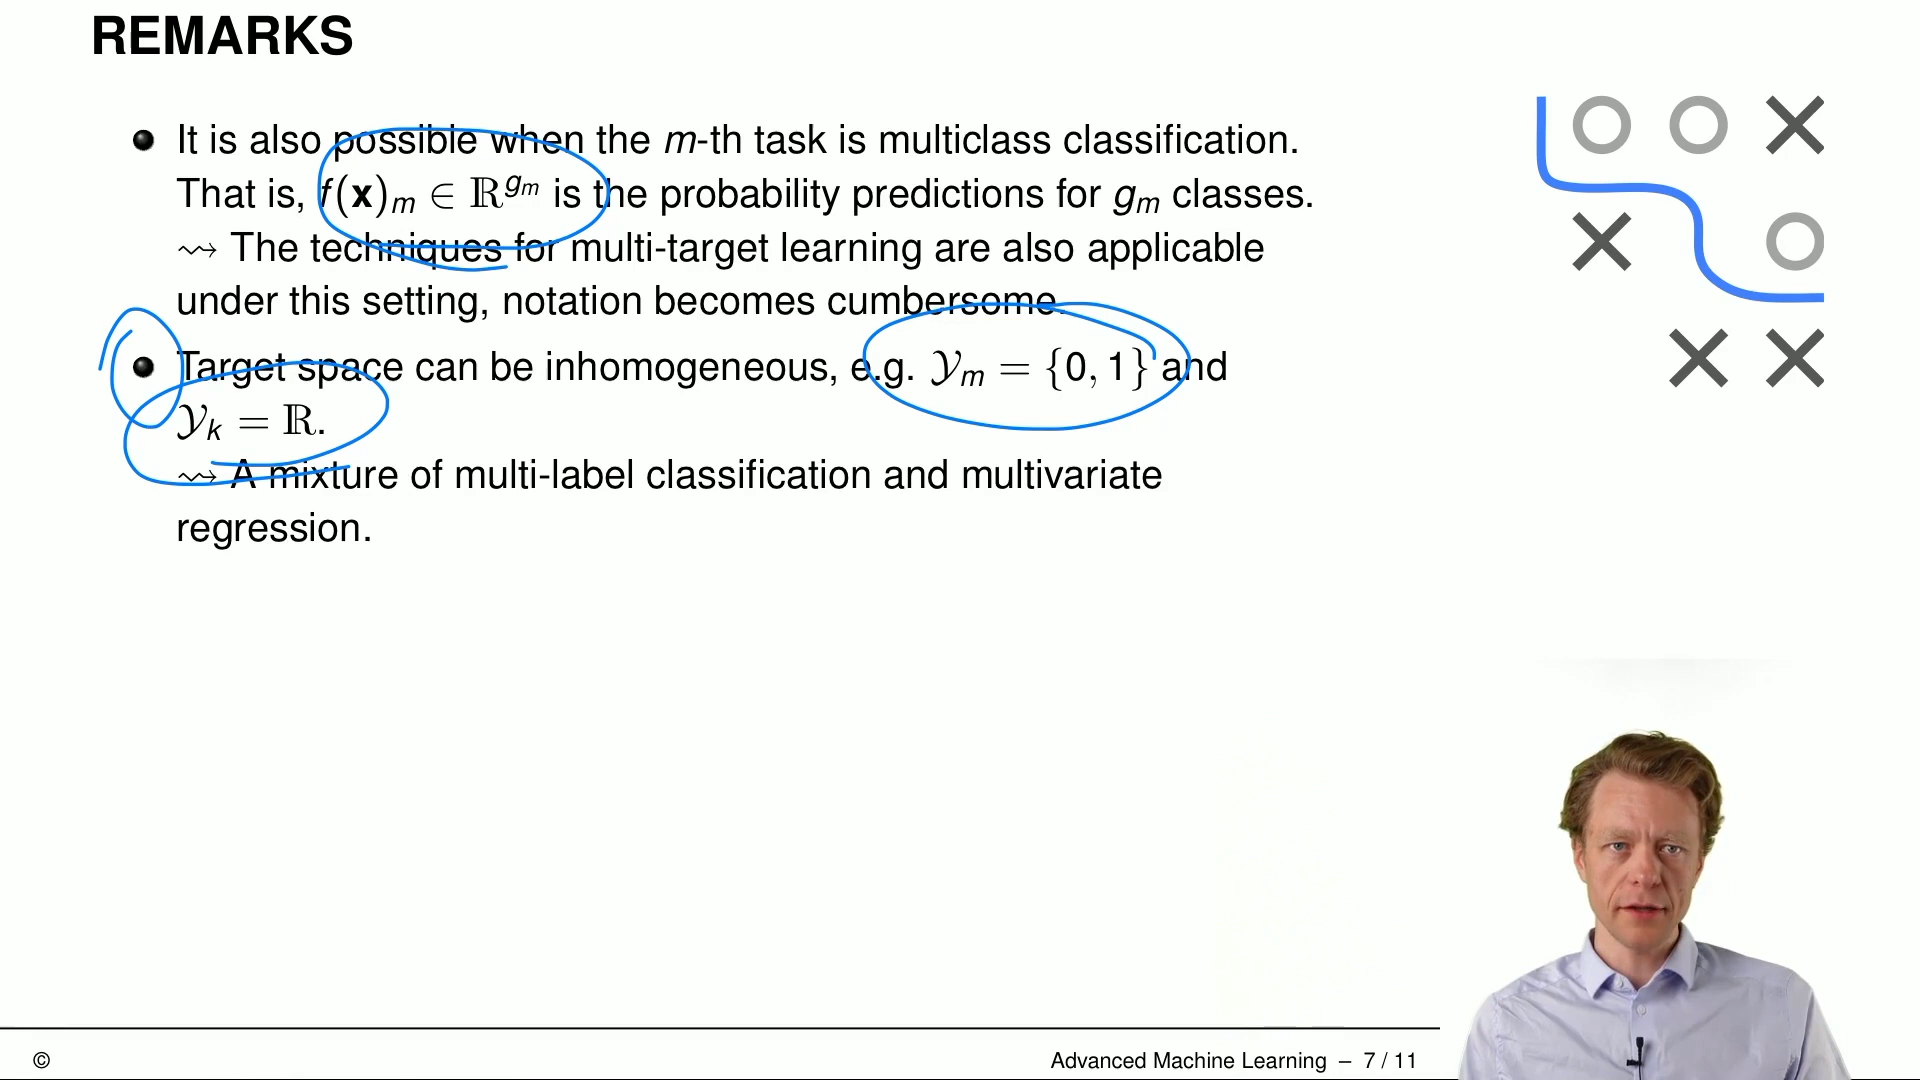 REMARKS
It is also possible when the m-th task is multiclass classification.
That is, f(x)ₘ ∈ ℝ^{gₘ} is the probability predictions for gₘ classes.
⇝ The techniques for multi-target learning are also applicable
under this setting, notation becomes cumbersome.
Target space can be inhomogeneous, e.g. 𝒴ₘ = {0, 1} and
𝒴ₖ = ℝ.
⇝ A mixture of multi-label classification and multivariate
regression.
© Advanced Machine Learning – 7 / 11